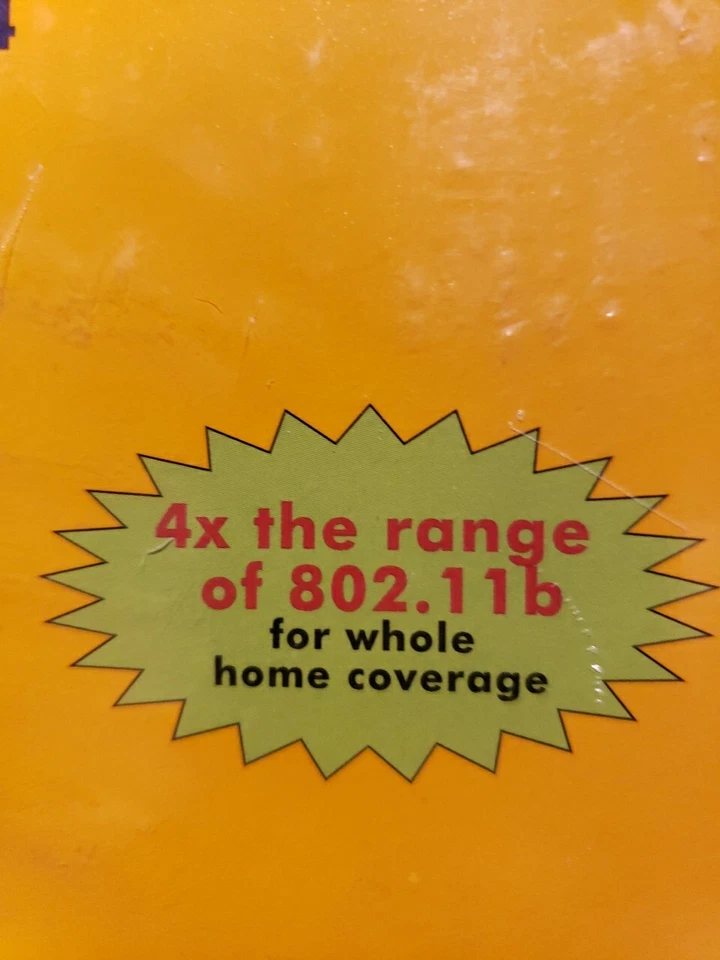 4x the range
of 802.11b
for whole
home coverage